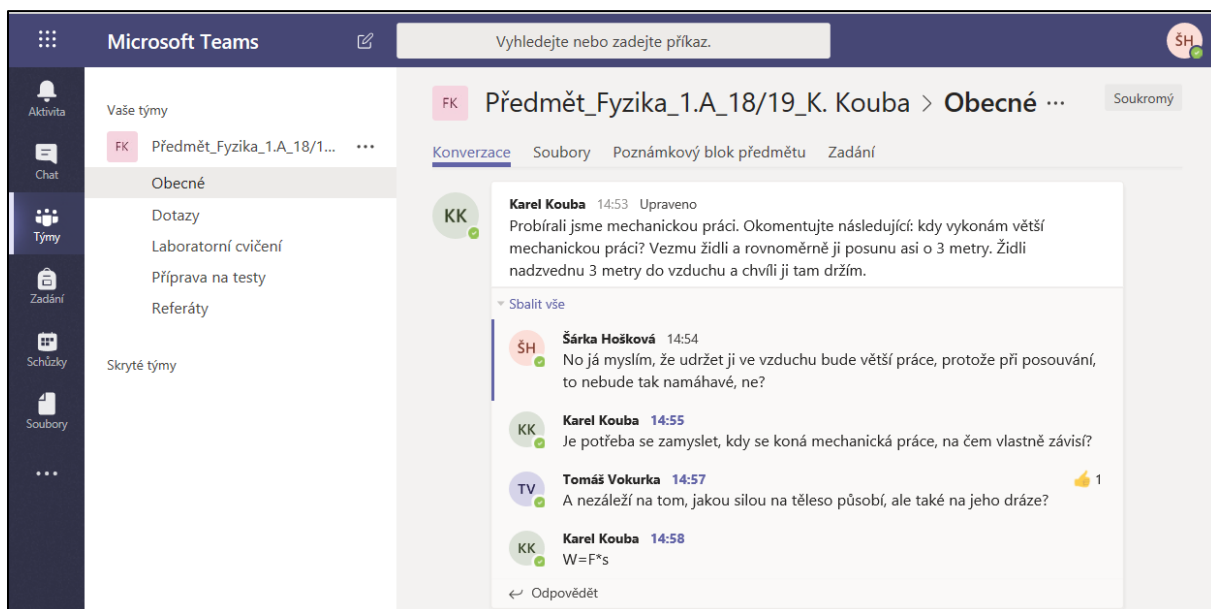 Microsoft Teams
Vyhledejte nebo zadejte příkaz.
ŠH
Aktivita
Chat
Týmy
Zadání
Schůzky
Soubory
Vaše týmy
FK Předmět_Fyzika_1.A_18/1... ...
Obecné
Dotazy
Laboratorní cvičení
Příprava na testy
Referáty
Skryté týmy
FK Předmět_Fyzika_1.A_18/19_K. Kouba > Obecné ... Soukromý
Konverzace Soubory Poznámkový blok předmětu Zadání
KK Karel Kouba 14:53 Upraveno
Probírali jsme mechanickou práci. Okomentujte následující: kdy vykonám větší
mechanickou práci? Vezmu židli a rovnoměrně ji posunu asi o 3 metry. Židli
nadzvednu 3 metry do vzduchu a chvíli ji tam držím.
Sbalit vše
ŠH Šárka Hošková 14:54
No já myslím, že udržet ji ve vzduchu bude větší práce, protože při posouvání,
to nebude tak namáhavé, ne?
KK Karel Kouba 14:55
Je potřeba se zamyslet, kdy se koná mechanická práce, na čem vlastně závisí?
TV Tomáš Vokurka 14:57 1
A nezáleží na tom, jakou silou na těleso působí, ale také na jeho dráze?
KK Karel Kouba 14:58
W=F*s
Odpovědět